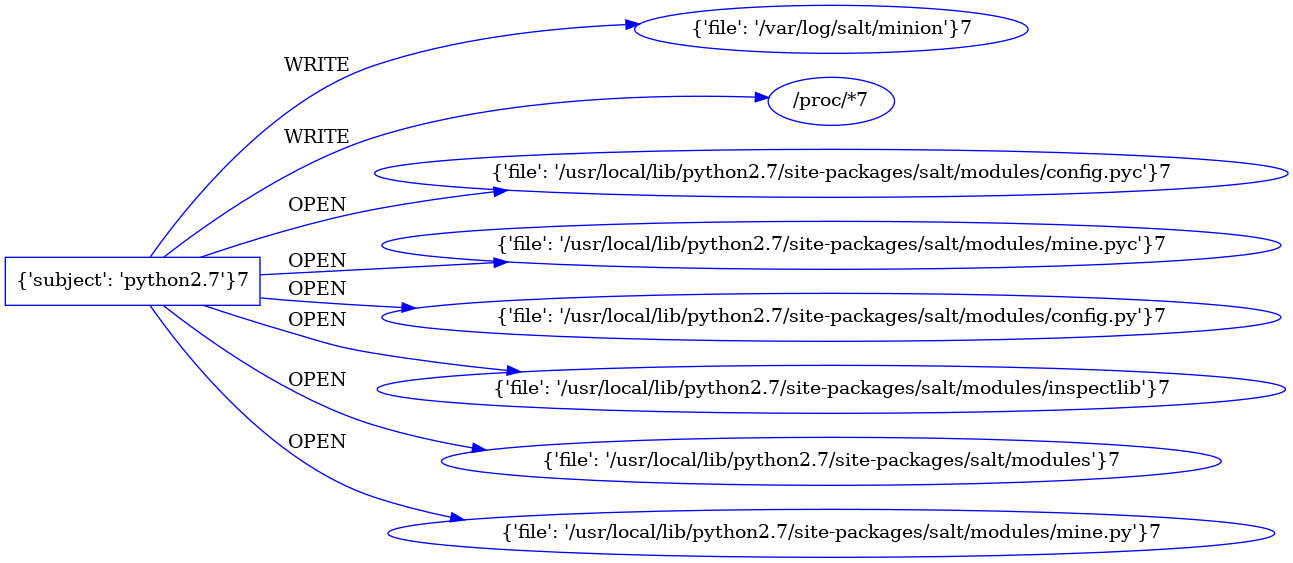 {'file': '/var/log/salt/minion'}7
WRITE
/proc/*7
WRITE
{'file': '/usr/local/lib/python2.7/site-packages/salt/modules/config.pyc'}7
OPEN
{'file': '/usr/local/lib/python2.7/site-packages/salt/modules/mine.pyc'}7
OPEN
{'subject': 'python2.7'}7
OPEN
{'file': '/usr/local/lib/python2.7/site-packages/salt/modules/config.py'}7
OPEN
{'file': '/usr/local/lib/python2.7/site-packages/salt/modules/inspectlib'}7
OPEN
{'file': '/usr/local/lib/python2.7/site-packages/salt/modules'}7
OPEN
{'file': '/usr/local/lib/python2.7/site-packages/salt/modules/mine.py'}7